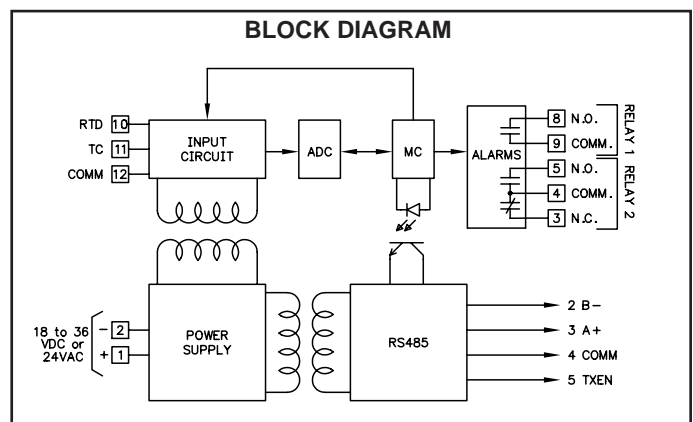 BLOCK DIAGRAM
RTD 10
TC 11
COMM 12
INPUT
CIRCUIT
ADC
MC
ALARMS
8 N.O.
9 COMM.
RELAY 1
5 N.O.
4 COMM.
3 N.C.
RELAY 2
18 to 36
VDC or
24VAC
- 2
+ 1
POWER
SUPPLY
RS485
2 B-
3 A+
4 COMM
5 TXEN